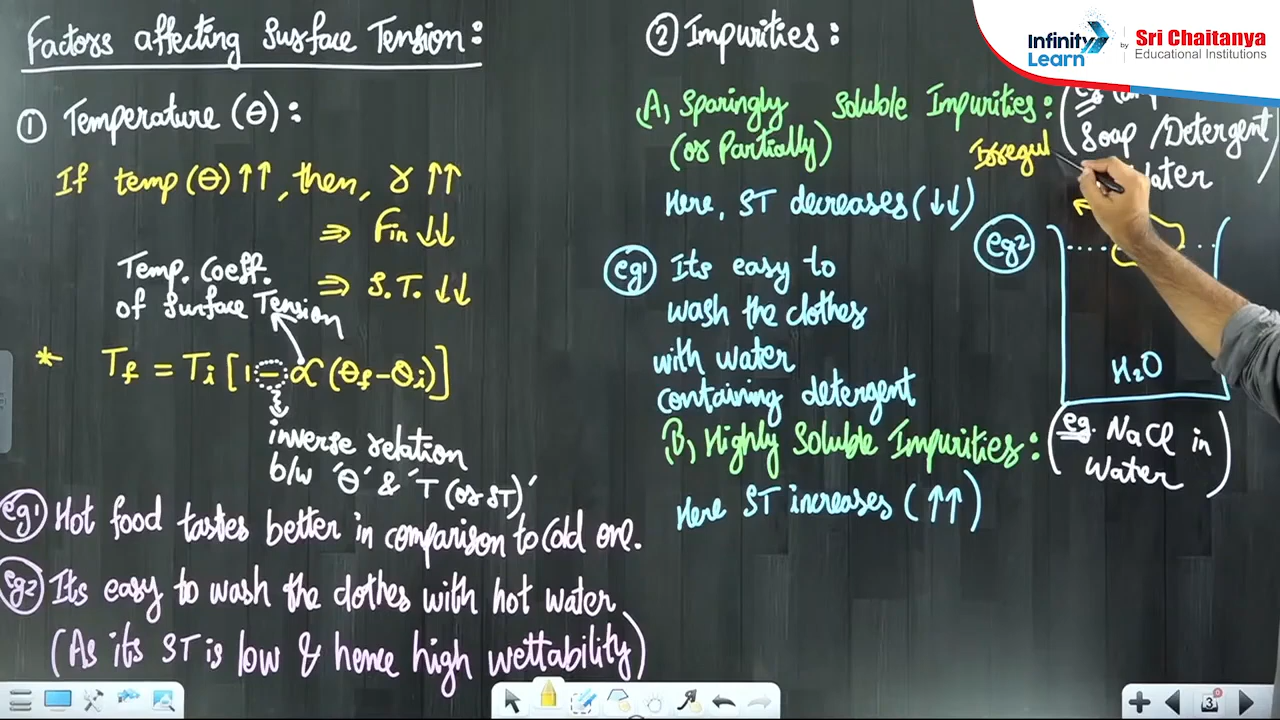 Factors affecting Surface Tension:
① Temperature (θ):
If temp (θ) ↑↑, then, r ↑↑
⇒ Fin ↓↓
⇒ S.T. ↓↓
Temp. Coeff.
of Surface Tension
* Tf = Ti [1 - α (θf - θi)]
inverse relation
b/w 'θ' & 'T (or ST)'
eg1 Hot food tastes better in comparison to Cold one.
eg2 Its easy to wash the clothes with hot water
(As its ST is low & hence high wettability)
② Impurities:
A) Sparingly Soluble Impurities:
(or Partially)
(eg
Soap / Detergent
Water)
Irregul
Here, ST decreases (↓↓)
eg1 Its easy to
wash the clothes
with water
containing detergent
eg2
H₂O
B) Highly Soluble Impurities:
(eg. NaCl in
Water)
Here ST increases (↑↑)
Infinity Learn by Sri Chaitanya
Educational Institutions
3